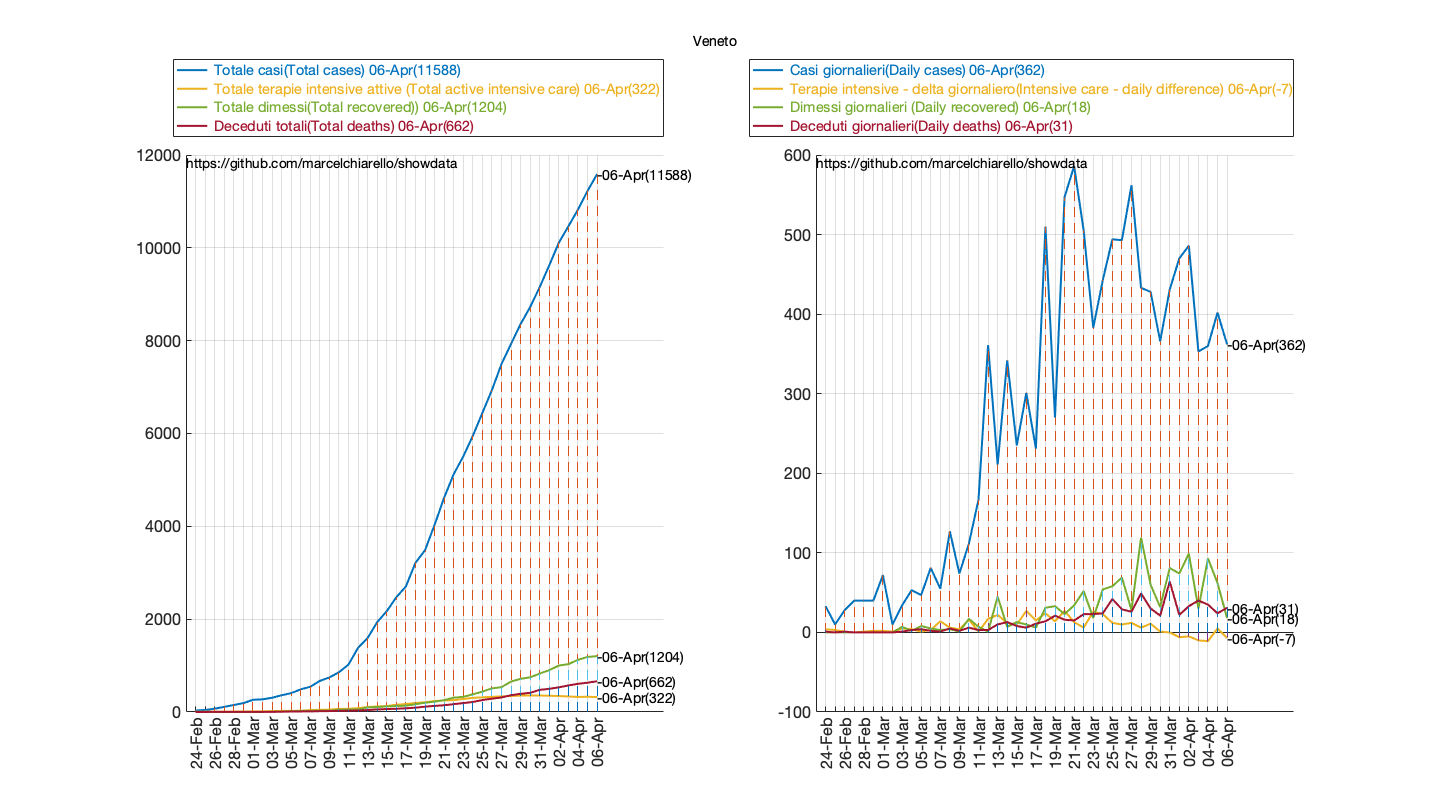 Veneto
Totale casi(Total cases) 06-Apr(11588)
Totale terapie intensive attive (Total active intensive care) 06-Apr(322)
Totale dimessi(Total recovered)) 06-Apr(1204)
Deceduti totali(Total deaths) 06-Apr(662)
12000
https://github.com/marcelchiarello/showdata
-06-Apr(11588)
10000
8000
6000
4000
2000
-06-Apr(1204)
-06-Apr(662)
-06-Apr(322)
0
24-Feb
26-Feb
28-Feb
01-Mar
03-Mar
05-Mar
07-Mar
09-Mar
11-Mar
13-Mar
15-Mar
17-Mar
19-Mar
21-Mar
23-Mar
25-Mar
27-Mar
29-Mar
31-Mar
02-Apr
04-Apr
06-Apr
Casi giornalieri(Daily cases) 06-Apr(362)
Terapie intensive - delta giornaliero(Intensive care - daily difference) 06-Apr(-7)
Dimessi giornalieri (Daily recovered) 06-Apr(18)
Deceduti giornalieri(Daily deaths) 06-Apr(31)
600
https://github.com/marcelchiarello/showdata
500
400
-06-Apr(362)
300
200
100
-06-Apr(31)
-06-Apr(18)
0
-06-Apr(-7)
-100
24-Feb
26-Feb
28-Feb
01-Mar
03-Mar
05-Mar
07-Mar
09-Mar
11-Mar
13-Mar
15-Mar
17-Mar
19-Mar
21-Mar
23-Mar
25-Mar
27-Mar
29-Mar
31-Mar
02-Apr
04-Apr
06-Apr